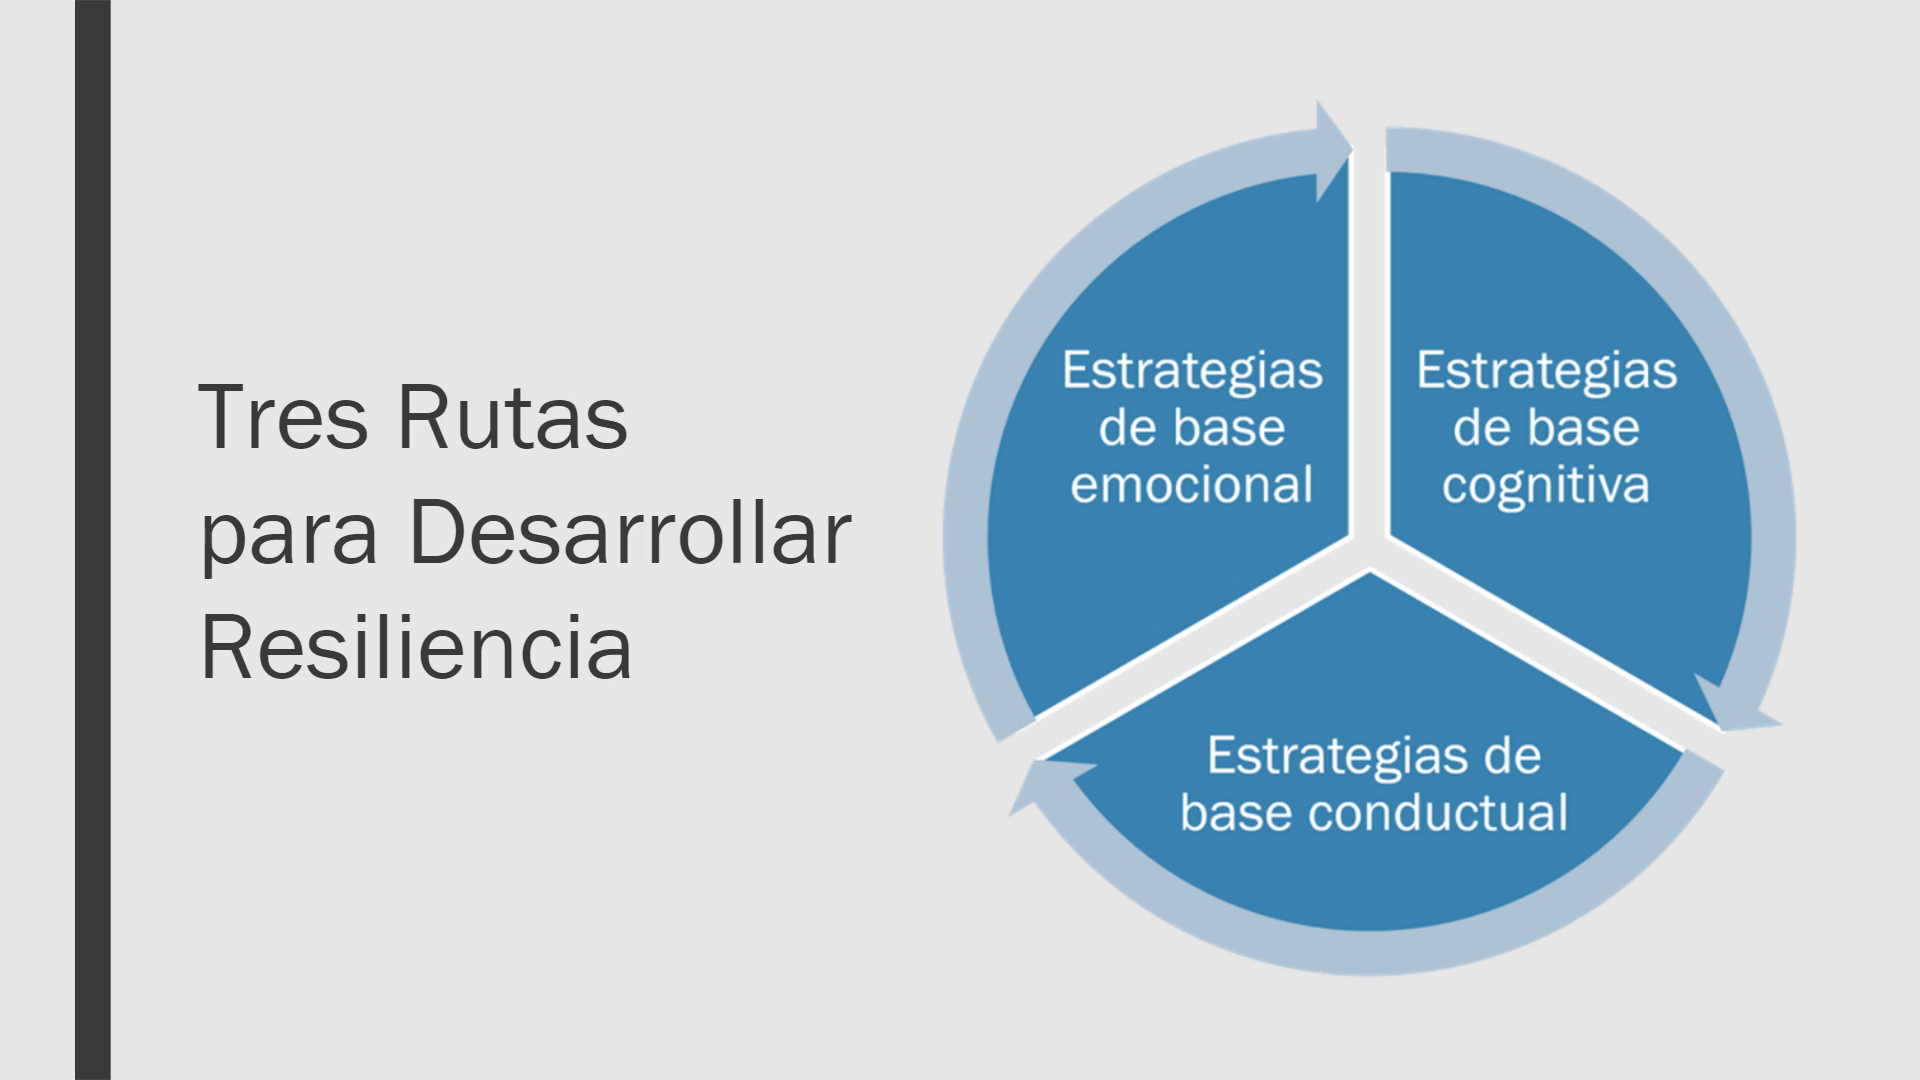 Tres Rutas
para Desarrollar
Resiliencia
Estrategias
de base
emocional
Estrategias
de base
cognitiva
Estrategias de
base conductual